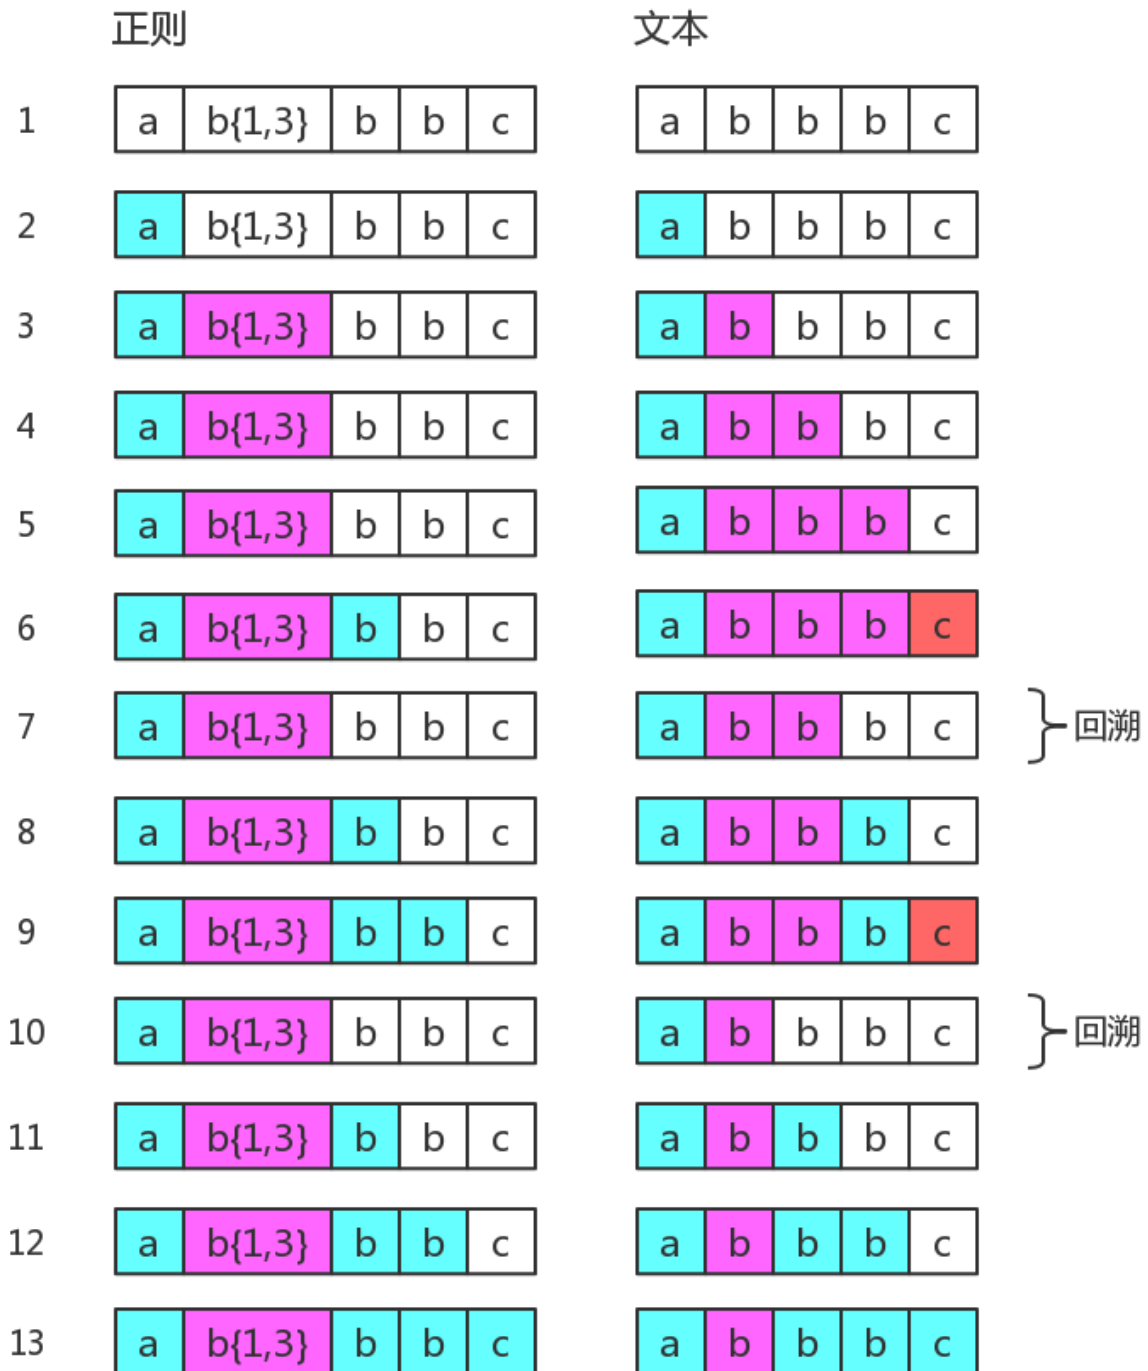 正则 文本
1 a b{1,3} b b c a b b b c
2 a b{1,3} b b c a b b b c
3 a b{1,3} b b c a b b b c
4 a b{1,3} b b c a b b b c
5 a b{1,3} b b c a b b b c
6 a b{1,3} b b c a b b b c
7 a b{1,3} b b c a b b b c 回溯
8 a b{1,3} b b c a b b b c
9 a b{1,3} b b c a b b b c
10 a b{1,3} b b c a b b b c 回溯
11 a b{1,3} b b c a b b b c
12 a b{1,3} b b c a b b b c
13 a b{1,3} b b c a b b b c